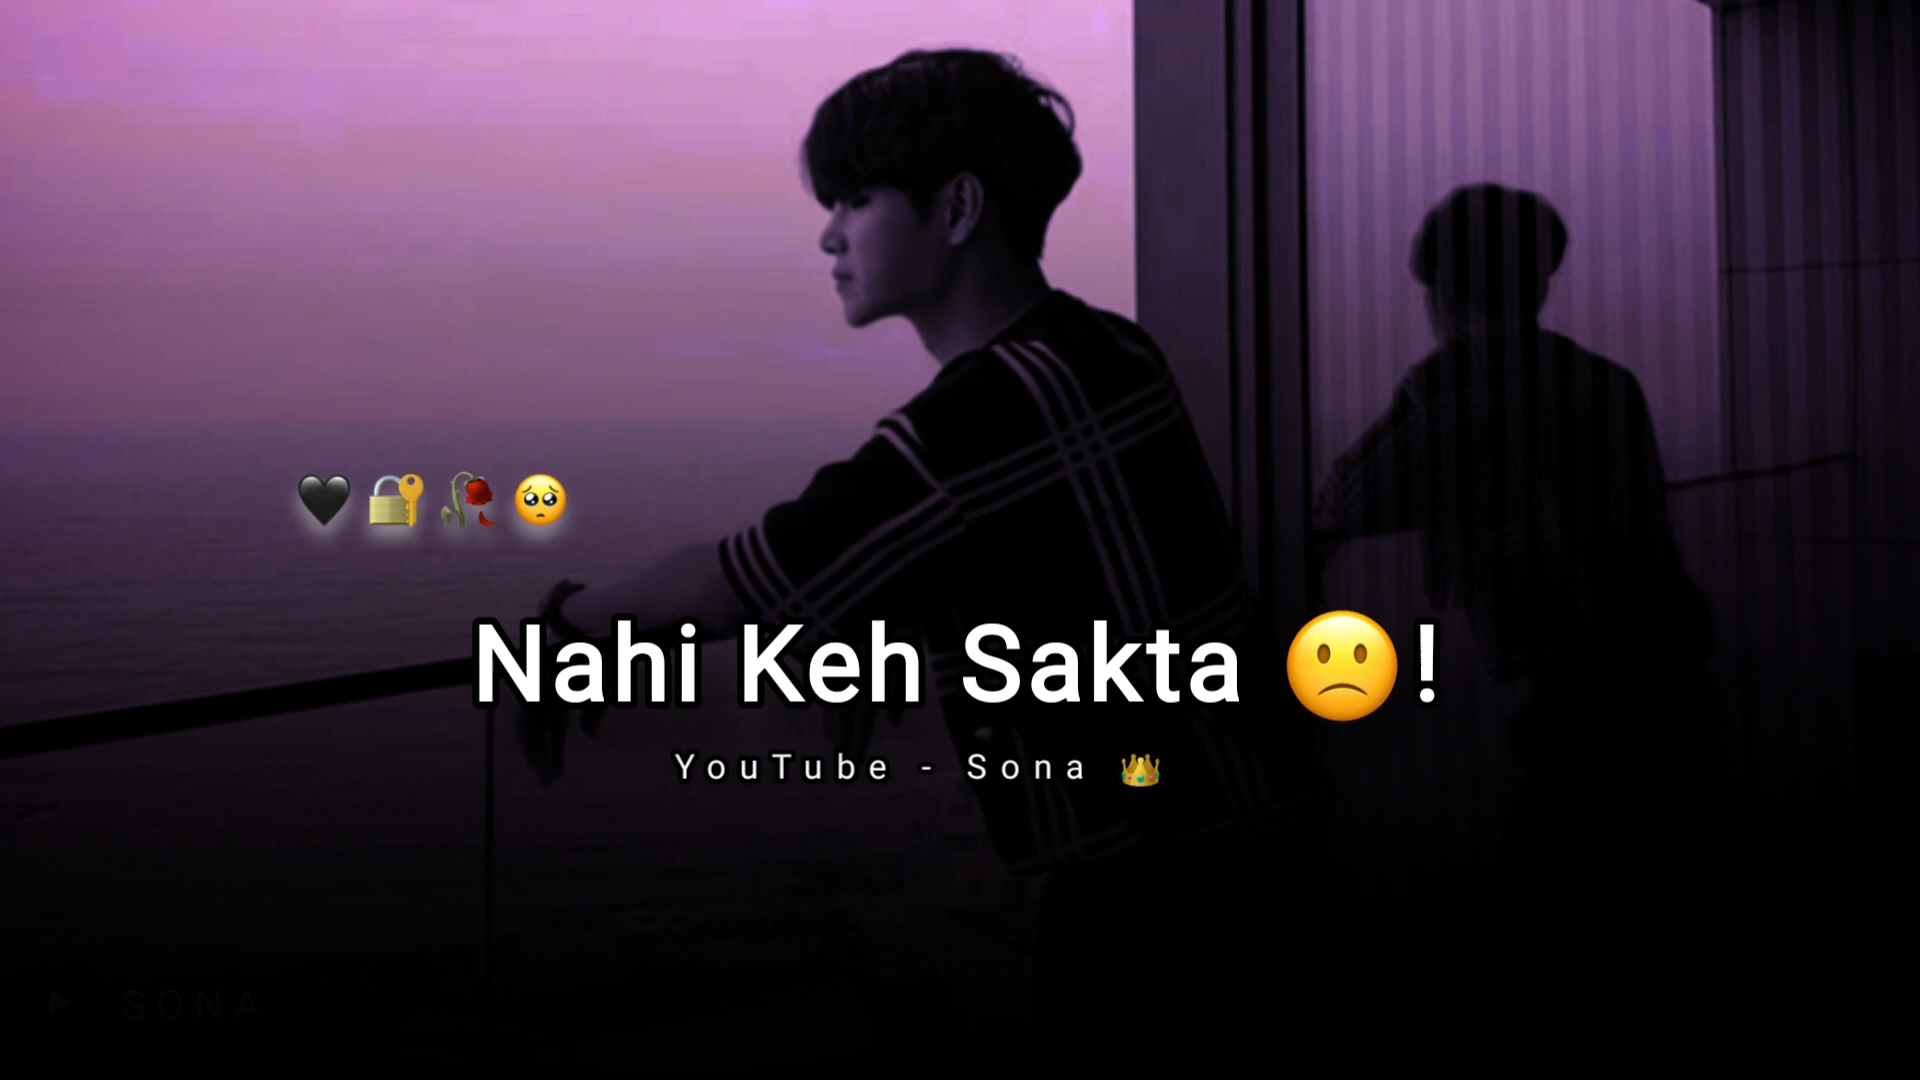 🖤 🔐 🥀 🥺
Nahi Keh Sakta 🙁!
YouTube - Sona 👑
SONA